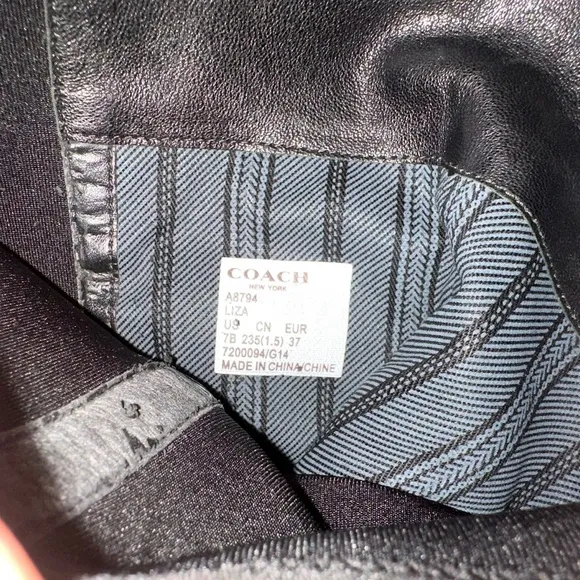 COACH
NEW YORK
A8794
LIZA
US CN EUR
7B 235(1.5) 37
7200094/G14
MADE IN CHINA/CHINE